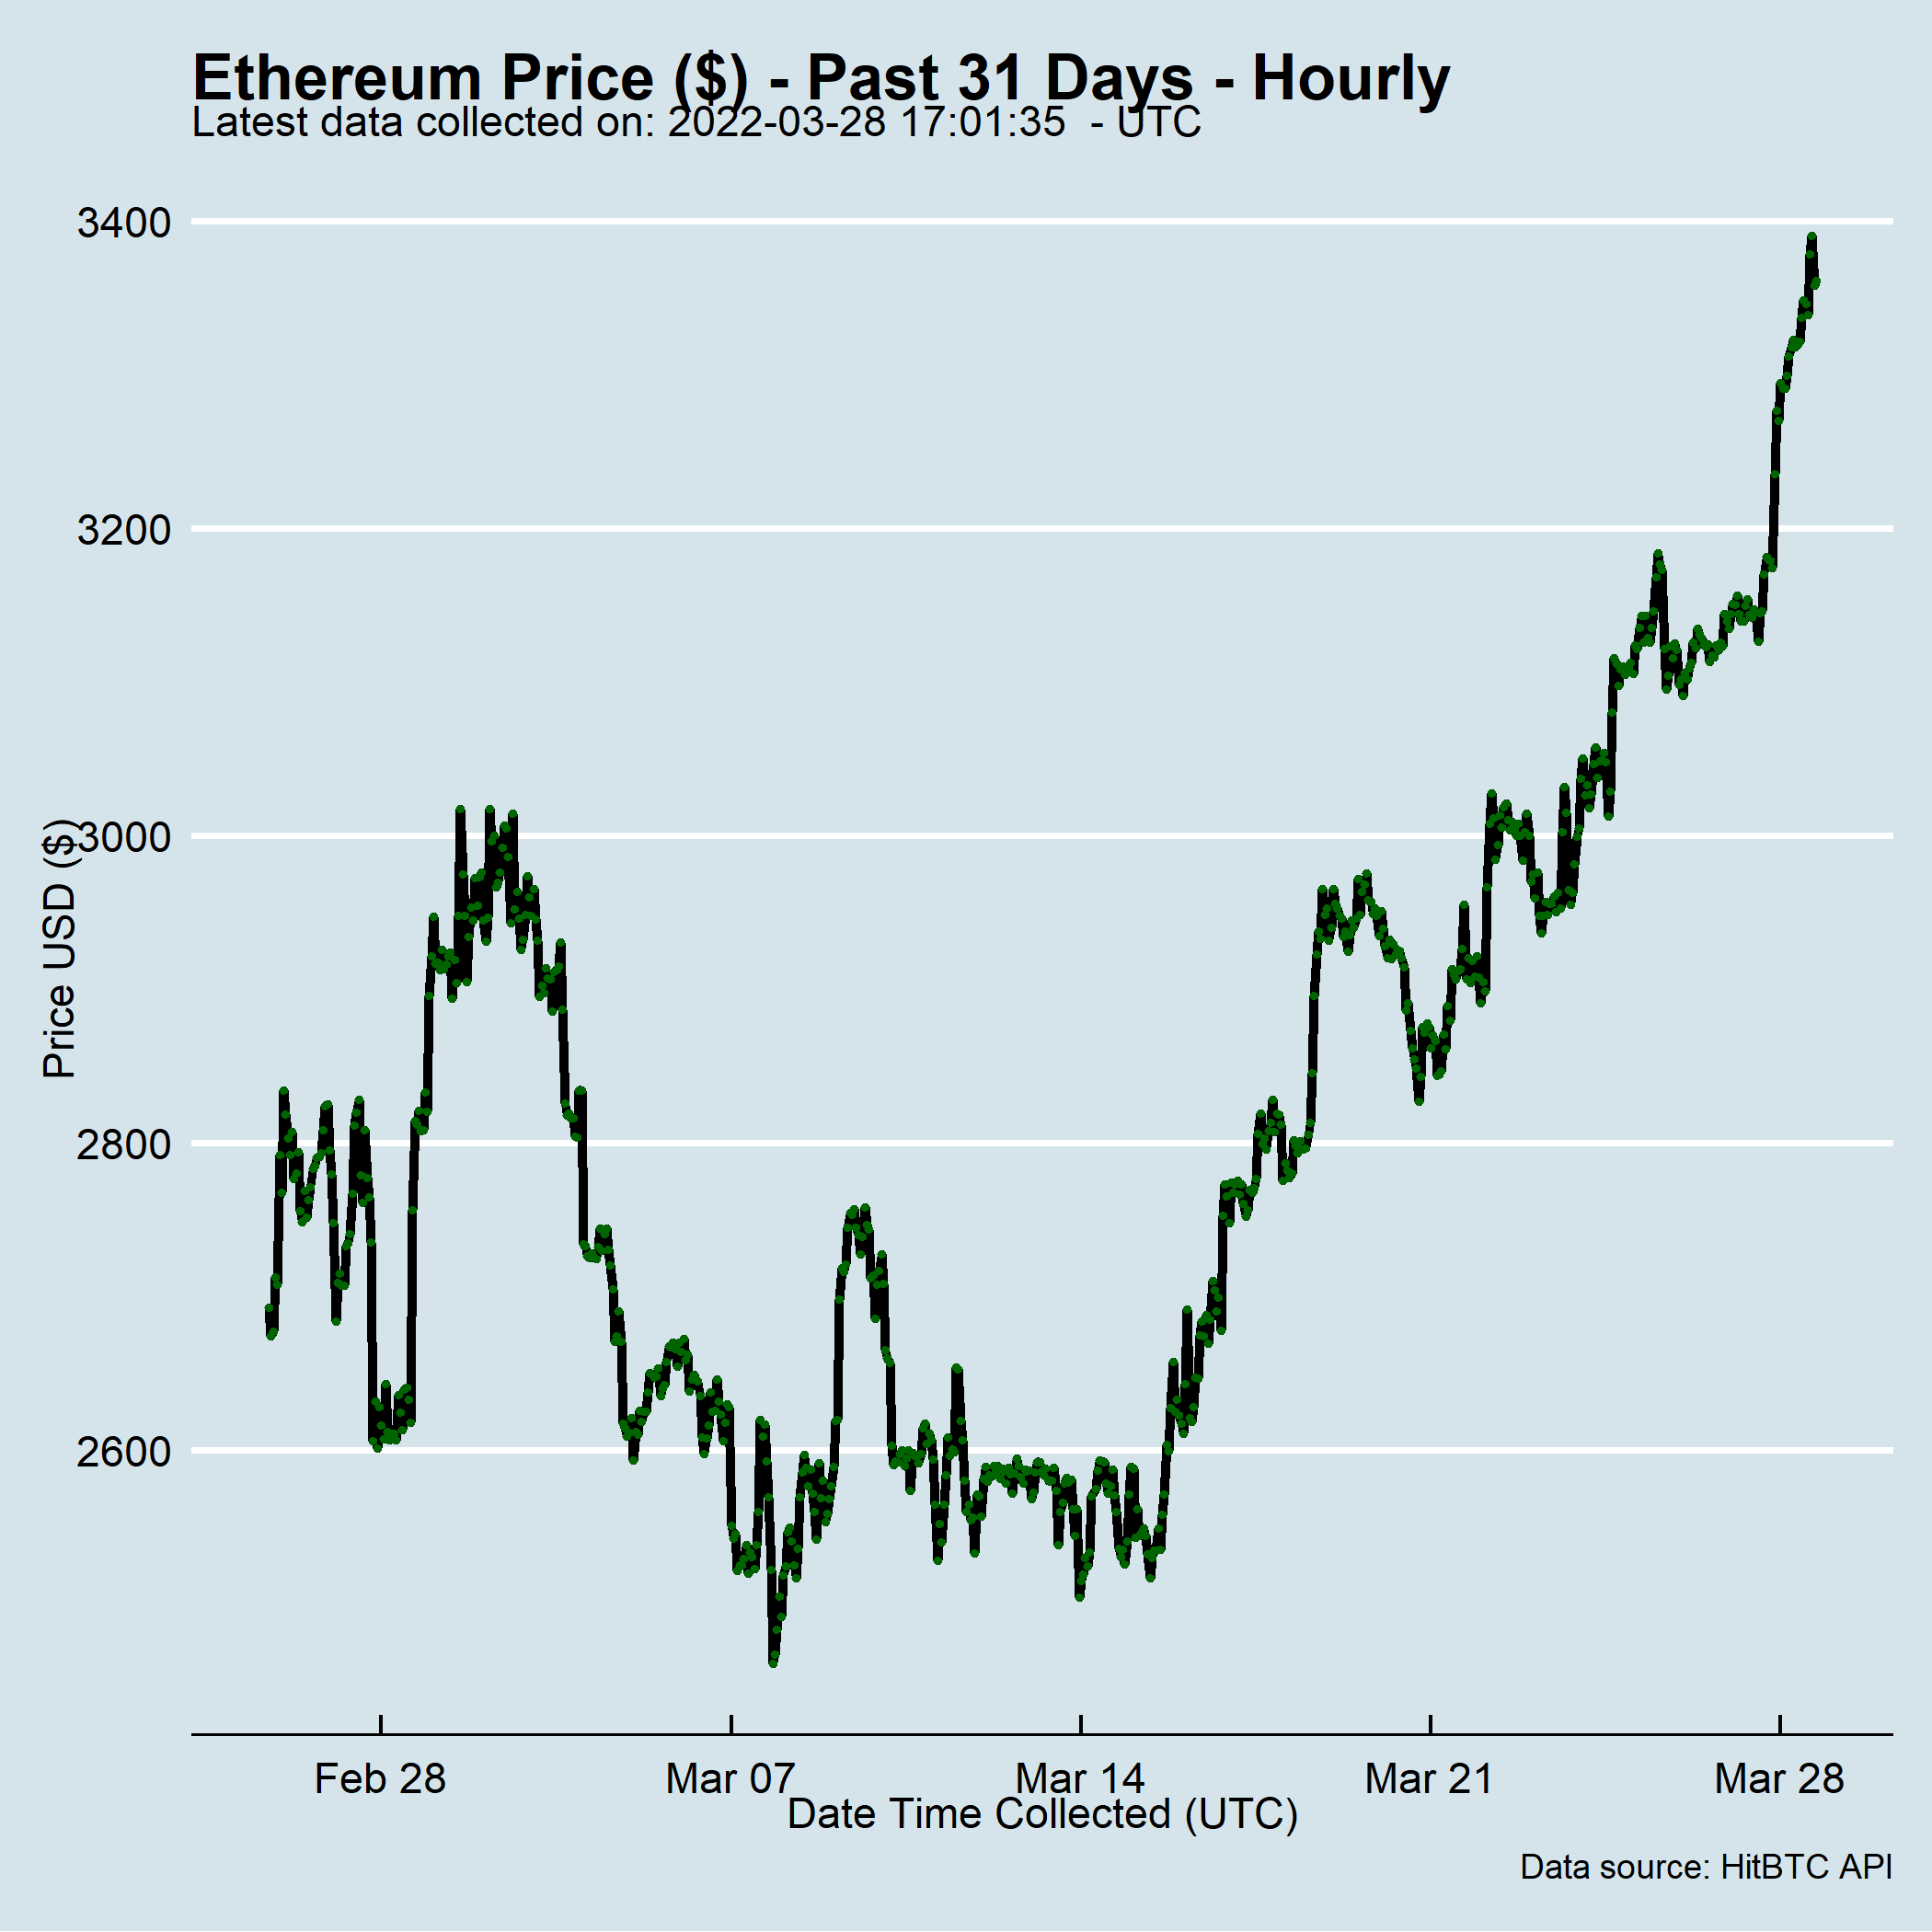 Ethereum Price ($) - Past 31 Days - Hourly
Latest data collected on: 2022-03-28 17:01:35  - UTC
3400
3200
3000
2800
2600
Price USD ($)
Feb 28
Mar 07
Mar 14
Mar 21
Mar 28
Date Time Collected (UTC)
Data source: HitBTC API